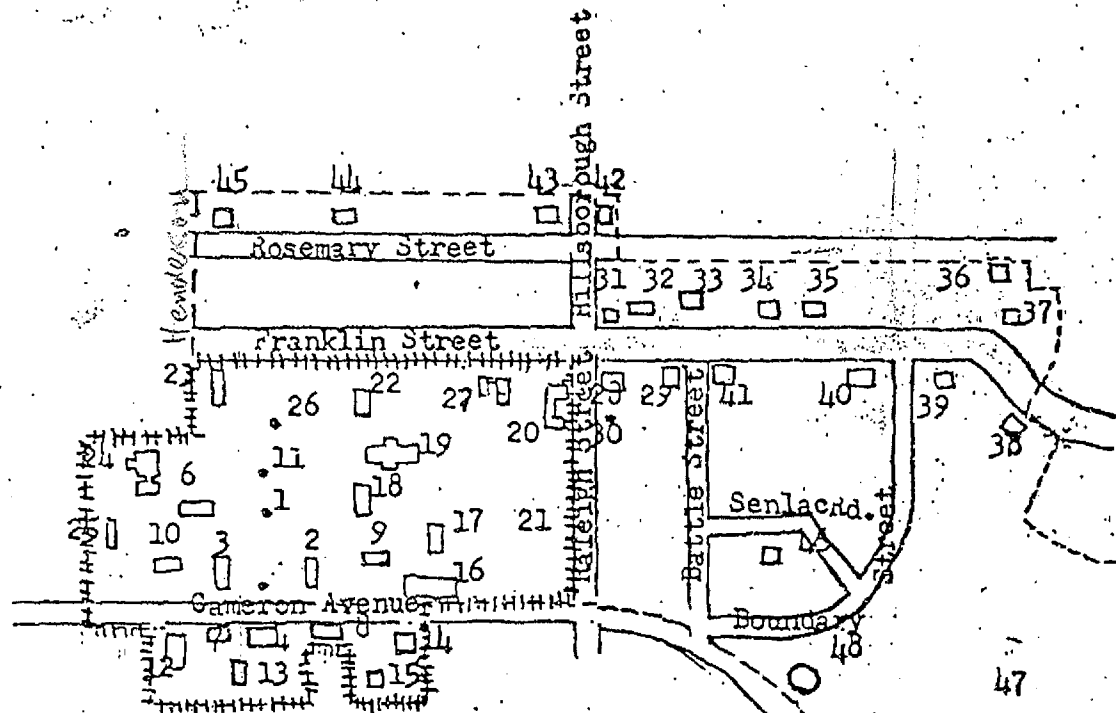 Hillsborough Street
45 44 43 42
Henderson
Rosemary Street
31 32 33 34 35 36
37
Franklin Street
22 27 29 41 40
39
26
20 30
38
19
11
6
1 18
Raleigh Street
Battle Street
Senlac Rd.
Street
10 3 2 9 17 21
16
Cameron Avenue
Boundary
48
4 14
12 13 15
47